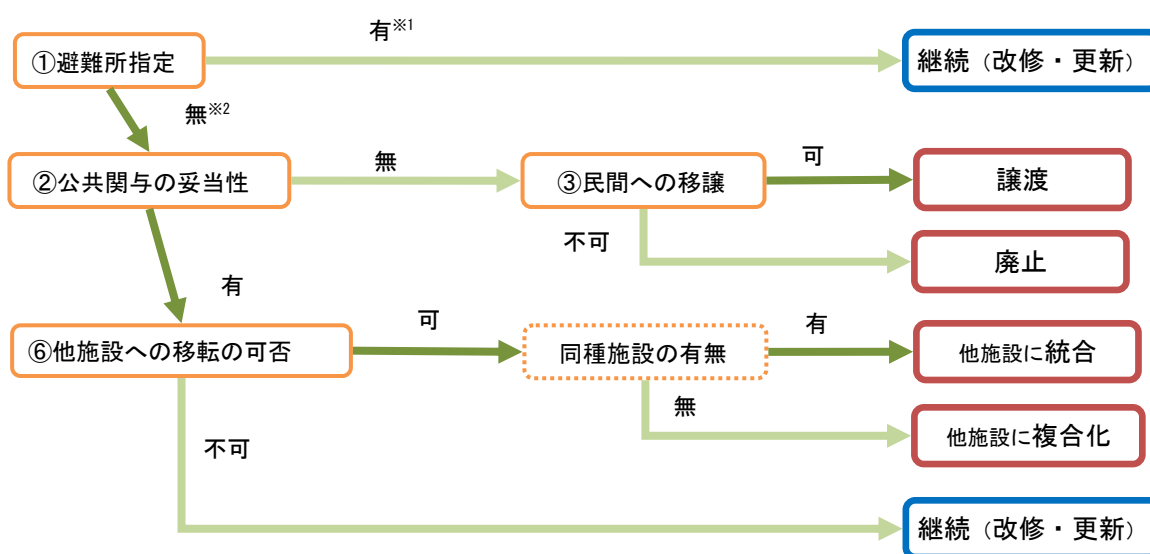 有※1
①避難所指定
継続（改修・更新）
無※2
②公共関与の妥当性
無
③民間への移譲
可
譲渡
不可
廃止
有
⑥他施設への移転の可否
可
同種施設の有無
有
他施設に統合
無
他施設に複合化
不可
継続（改修・更新）